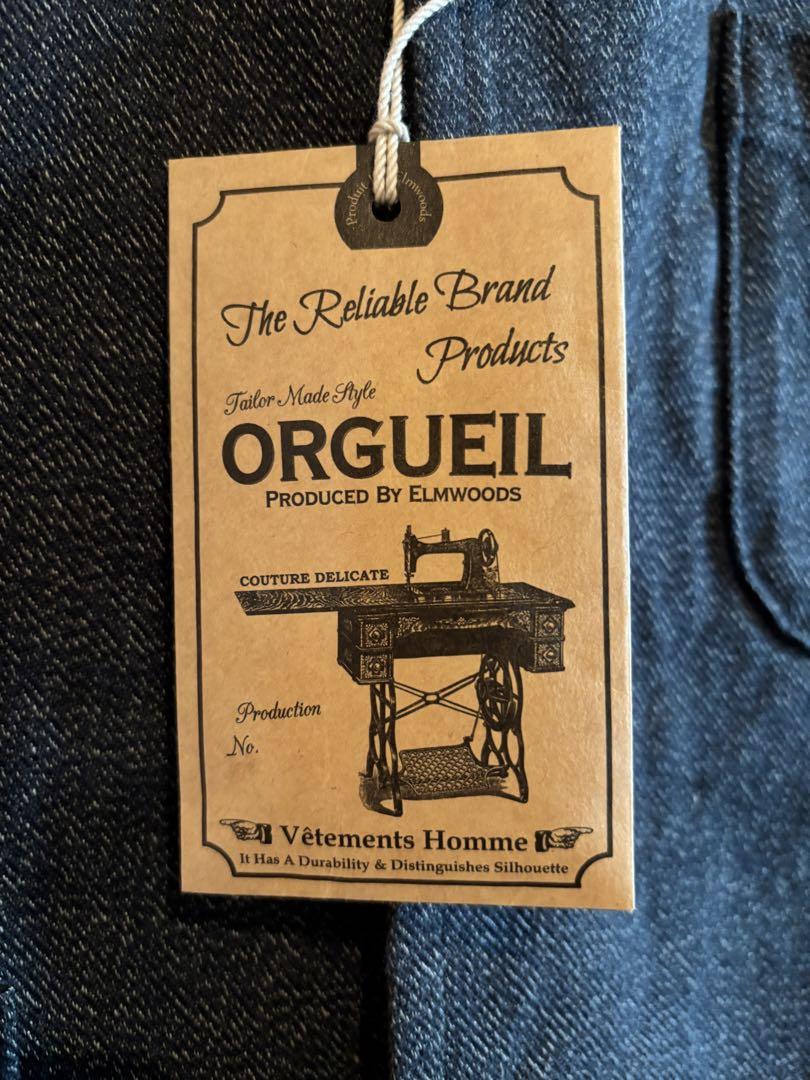 Produit Elmwoods
The Reliable Brand
Products
Tailor Made Style
ORGUEIL
PRODUCED BY ELMWOODS
COUTURE DELICATE
Production
No.
Vêtements Homme
It Has A Durability & Distinguishes Silhouette